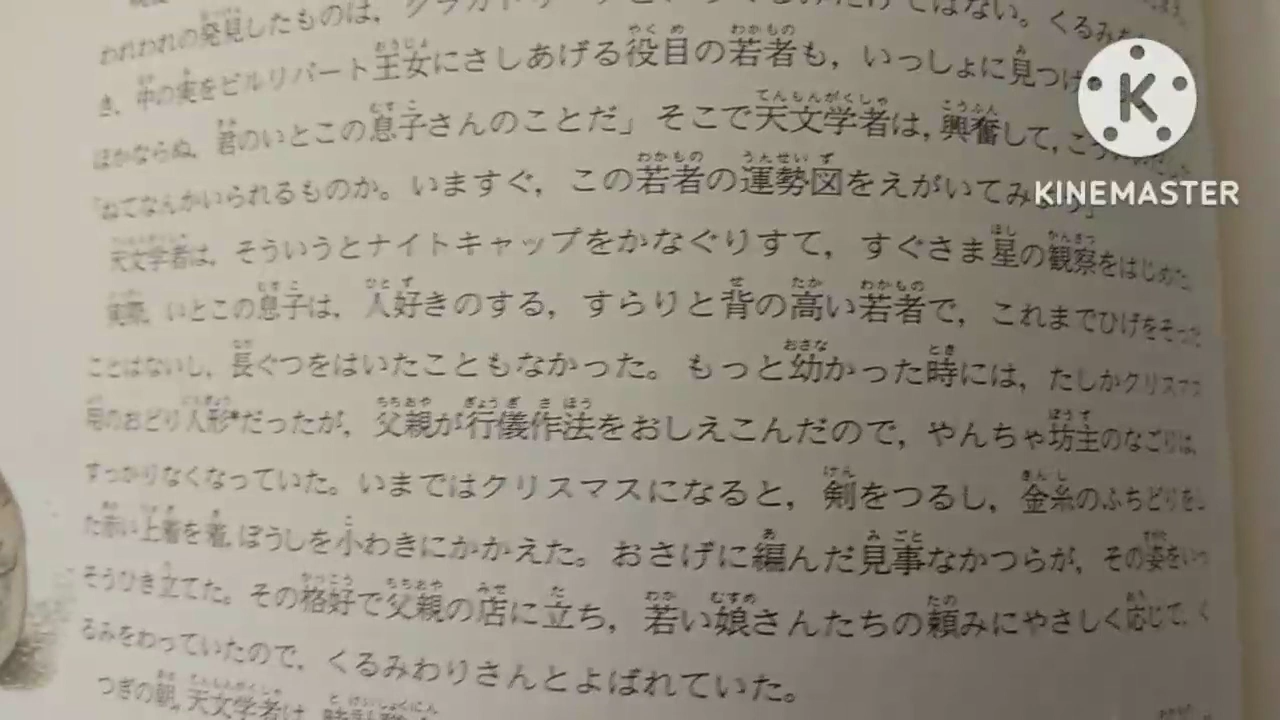 われわれの発見したものは、クラカトゥークというくるみだけではない。くるみを
き、中の実をピルリパート王女にさしあげる役目の若者も、いっしょに見つけ
ほかならぬ、君のいとこの息子さんのことだ」そこで天文学者は、興奮して、
「ねてなんかいられるものか。いますぐ、この若者の運勢図をえがいてみよう」
天文学者は、そういうとナイトキャップをかなぐりすて、すぐさま星の観察をはじめた。
実際、いとこの息子は、人好きのする、すらりと背の高い若者で、これまでひげをそった
ことはないし、長ぐつをはいたこともなかった。もっと幼かった時には、たしかクリスマス
用のおどり人形*だったが、父親が行儀作法をおしえこんだので、やんちゃ坊主のなごりは、
すっかりなくなっていた。いまではクリスマスになると、剣をつるし、金糸のふちどりをし
た赤い上着を着、ぼうしを小わきにかかえた。おさげに編んだ見事なかつらが、その姿をいっ
そうひき立てた。その格好で父親の店に立ち、若い娘さんたちの頼みにやさしく応じて、く
るみをわっていたので、くるみわりさんとよばれていた。
つぎの朝、天文学者は、
K
KINEMASTER